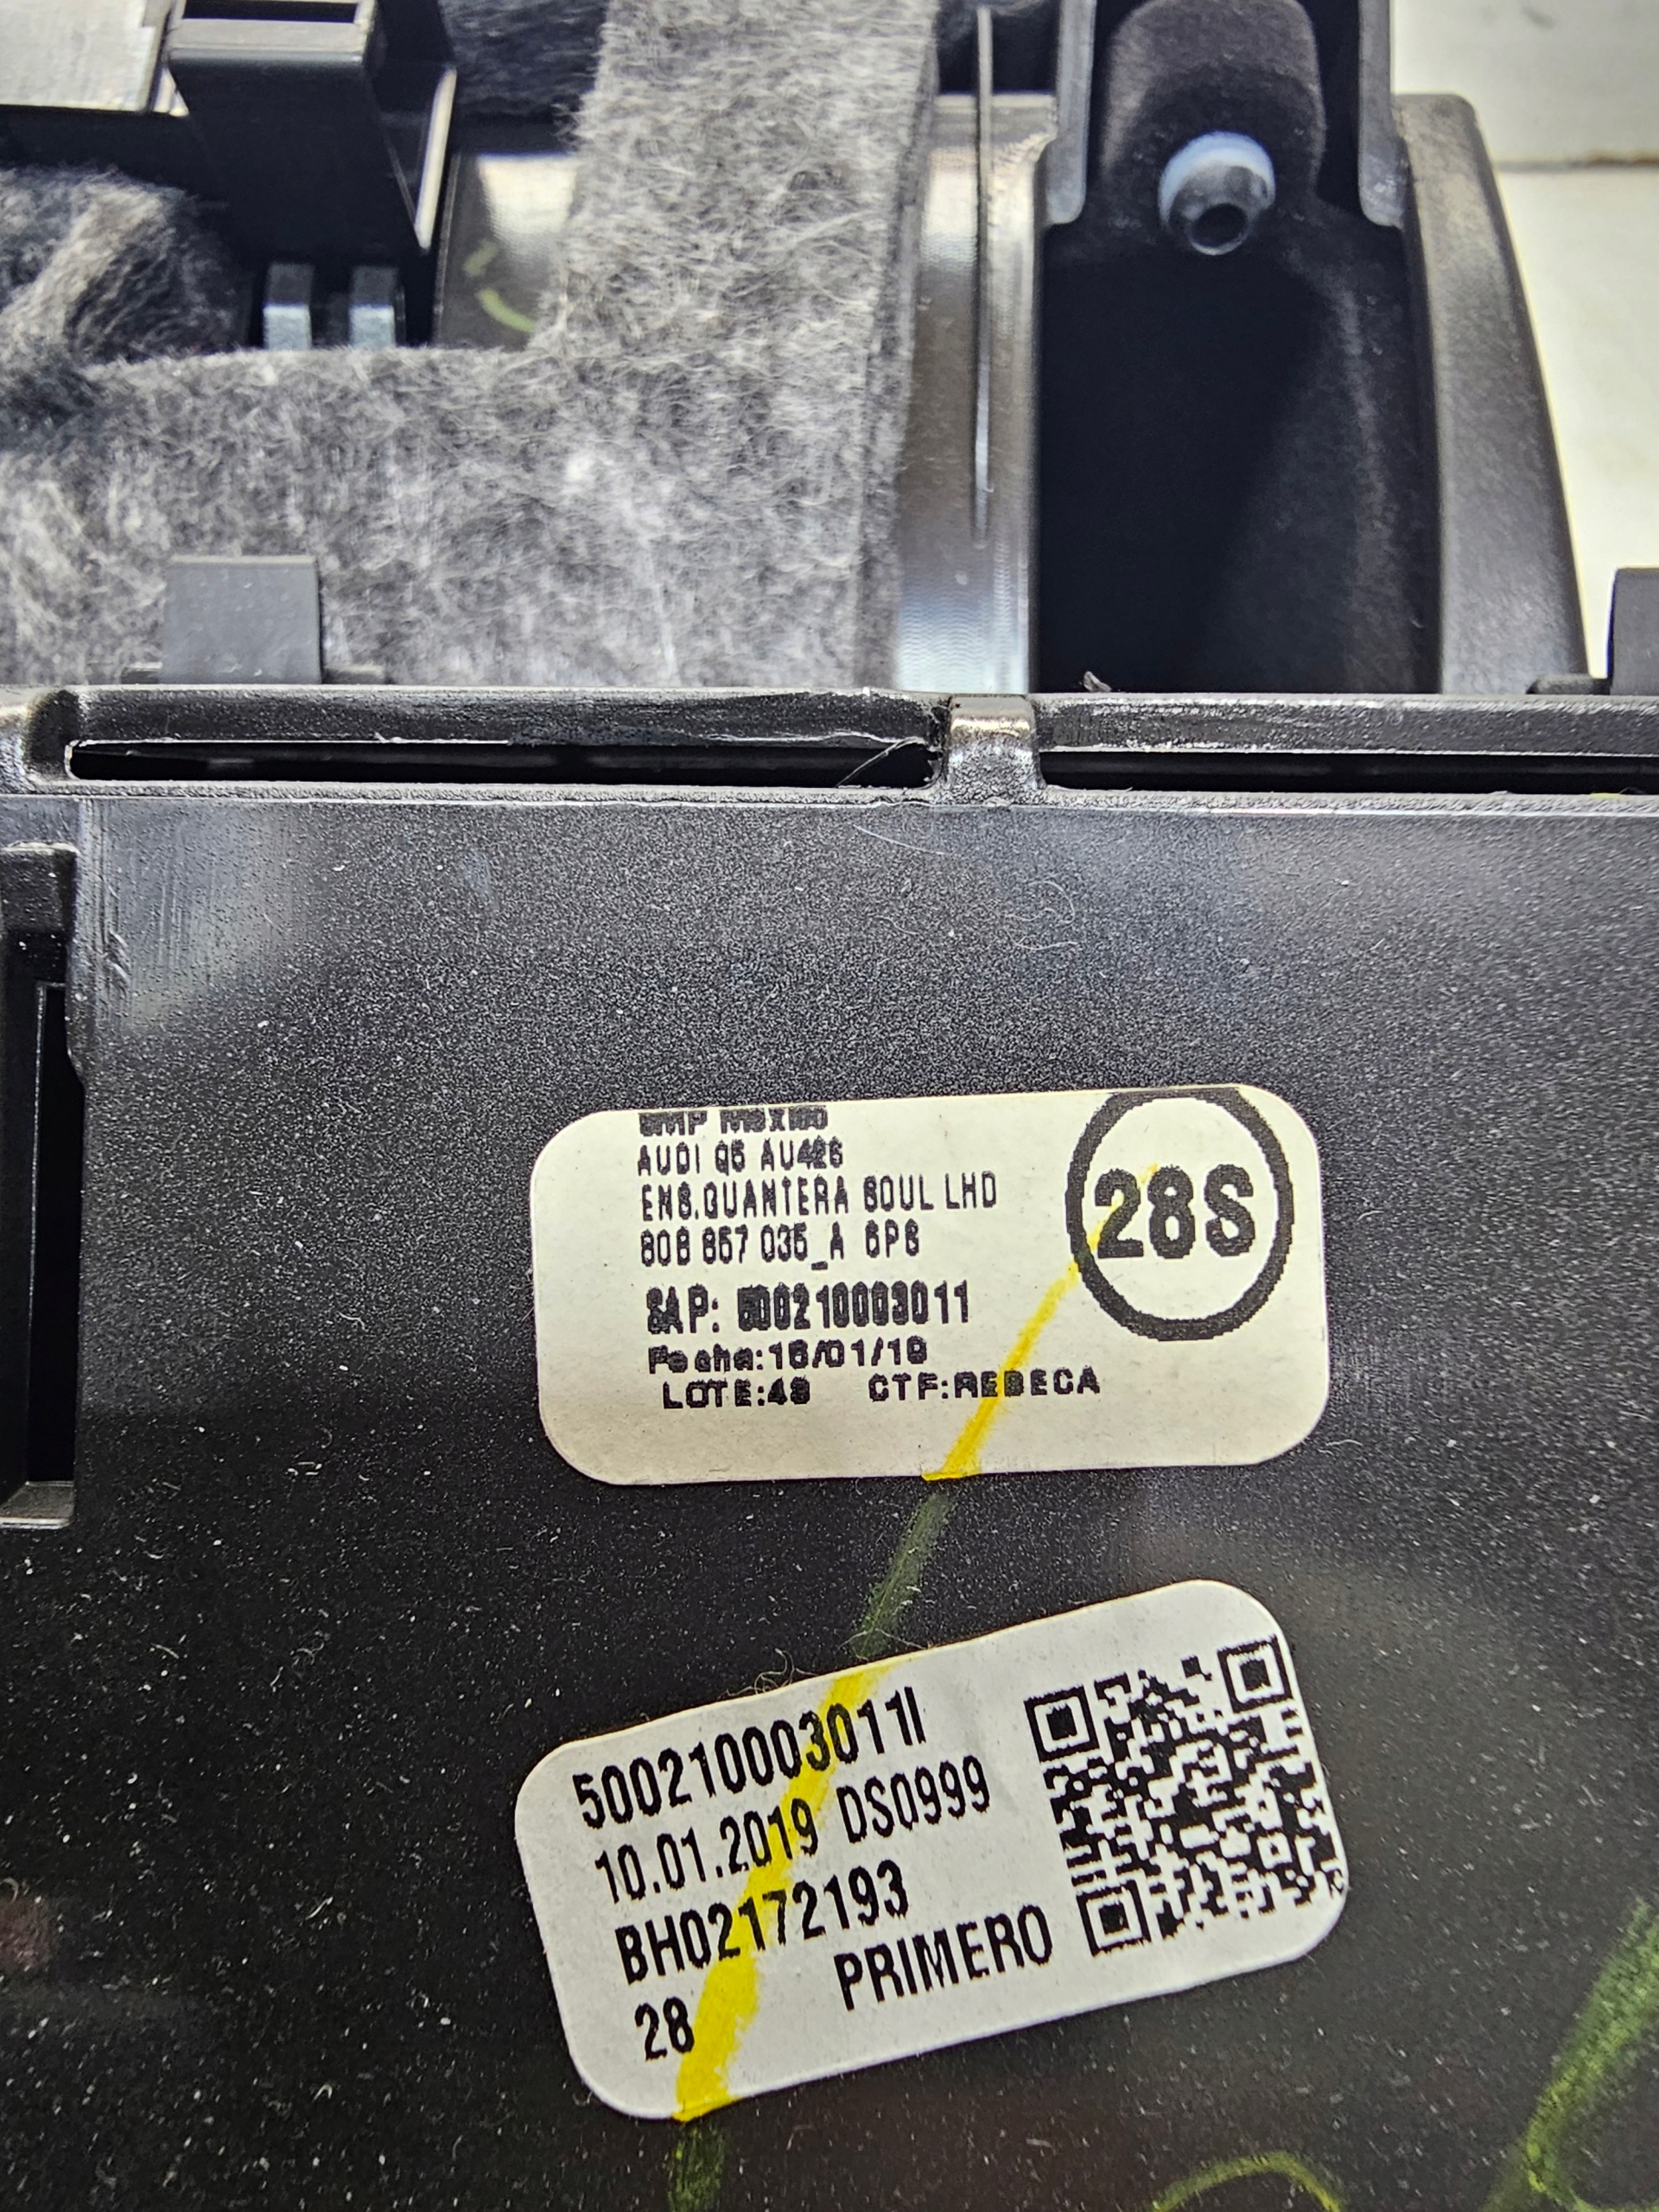 SMP Mexico
AUDI Q5 AU426
ENS.GUANTERA SOUL LHD
80B 857 035_A 6PS
28S
SAP: 500210003011
Fecha:16/01/19
LOTE:48 CTF:REBECA
500210003011I
10.01.2019 DS0999
BH02172193
28 PRIMERO